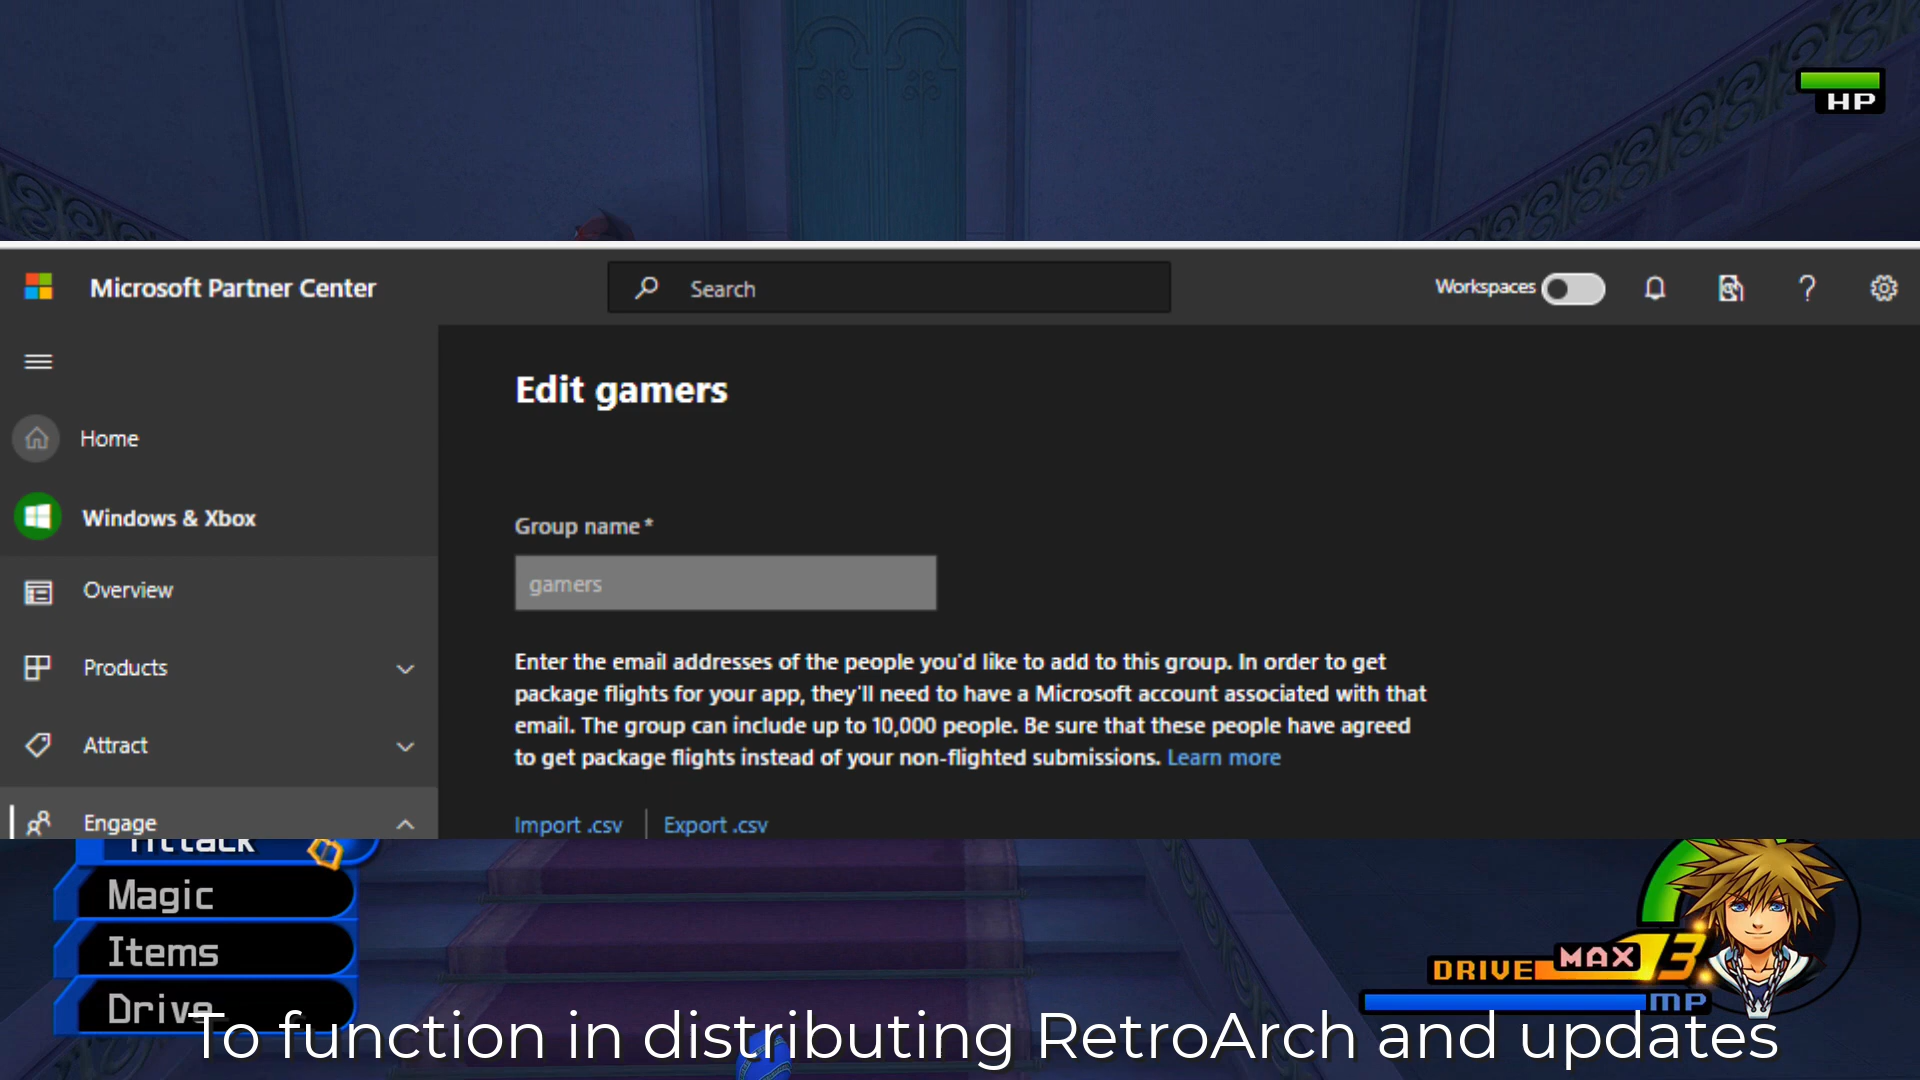 HP
Microsoft Partner Center
Search
Workspaces
Edit gamers
Home
Windows & Xbox
Group name *
gamers
Overview
Products
Enter the email addresses of the people you'd like to add to this group. In order to get
package flights for your app, they'll need to have a Microsoft account associated with that
email. The group can include up to 10,000 people. Be sure that these people have agreed
to get package flights instead of your non-flighted submissions. Learn more
Attract
Engage
Import .csv | Export .csv
Attack
Magic
Items
Drive
DRIVE MAX 3
MP
To function in distributing RetroArch and updates